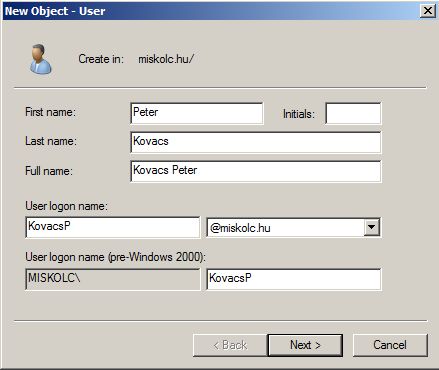 New Object - User
Create in: miskolc.hu/
First name: Peter Initials:
Last name: Kovacs
Full name: Kovacs Peter
User logon name:
KovacsP @miskolc.hu
User logon name (pre-Windows 2000):
MISKOLC\ KovacsP
< Back Next > Cancel